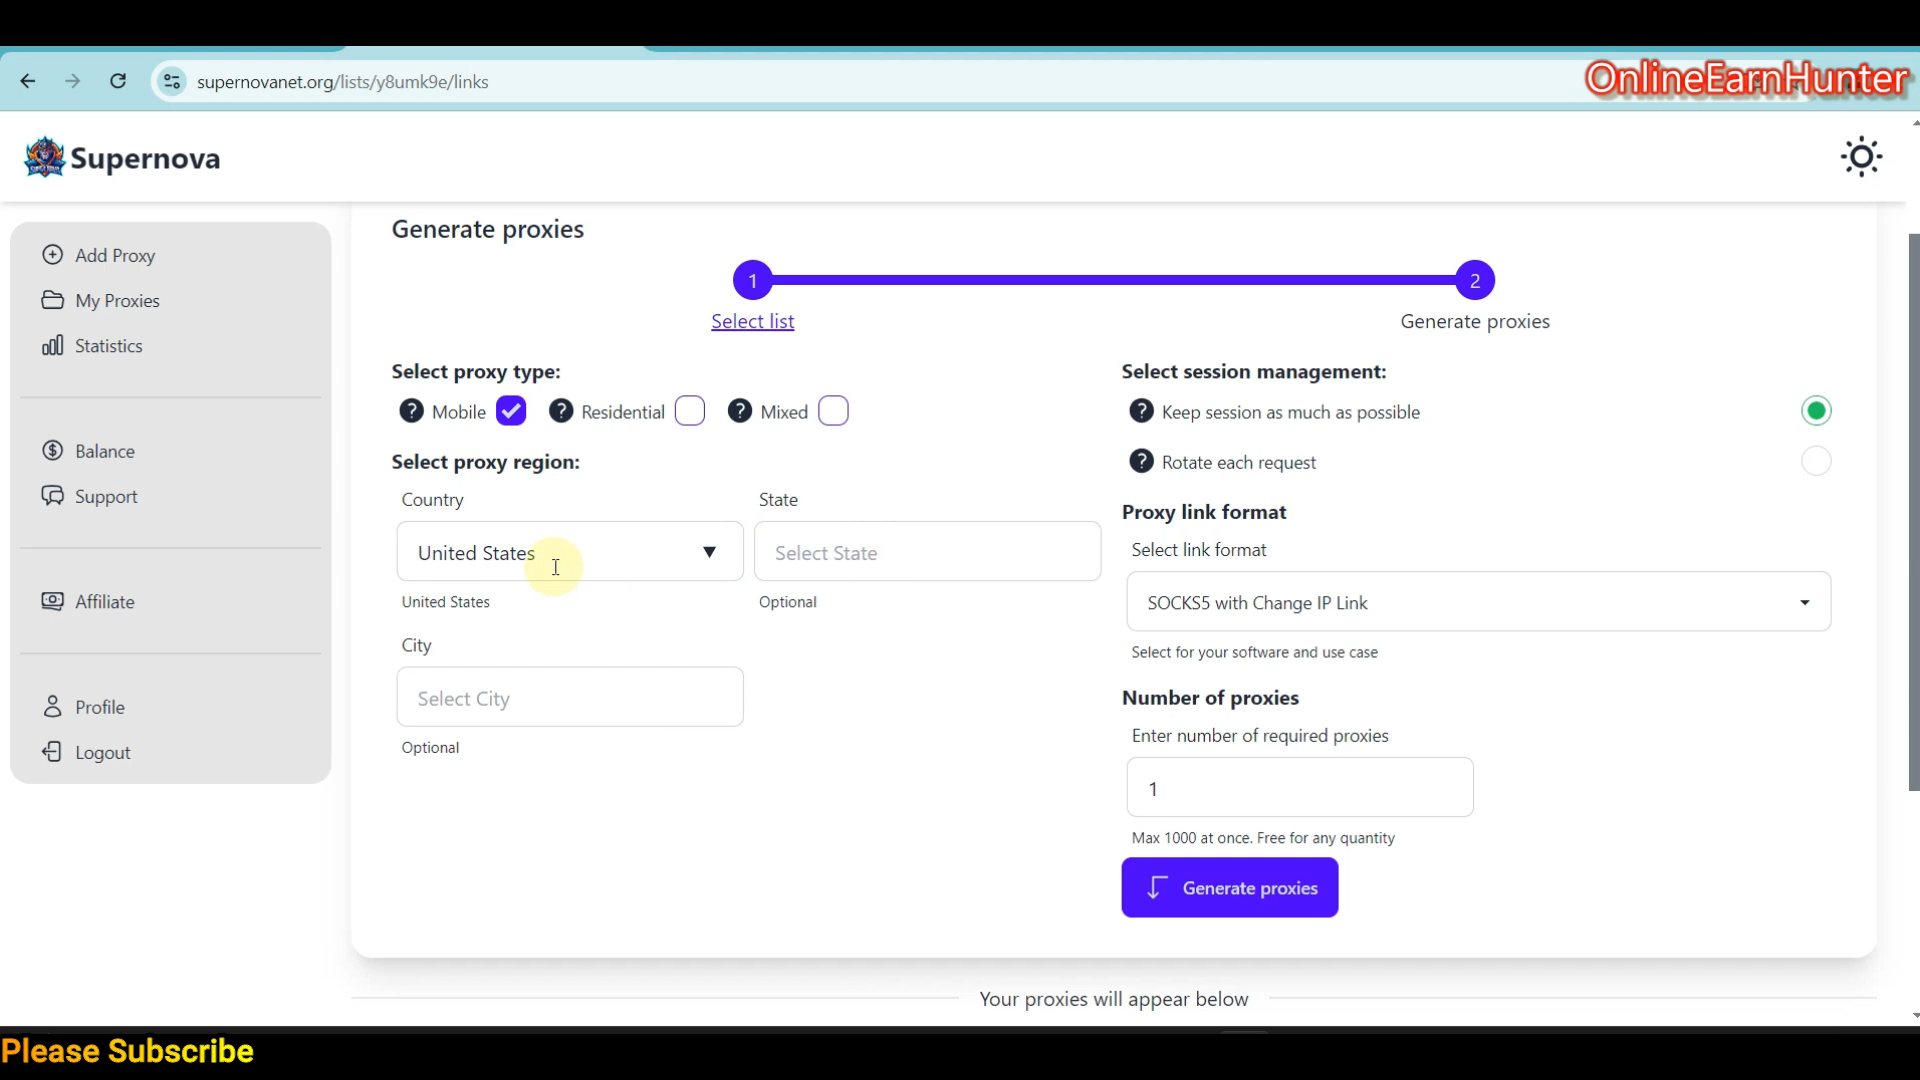 supernovanet.org/lists/y8umk9e/links
OnlineEarnHunter
Supernova
Add Proxy
My Proxies
Statistics
Balance
Support
Affiliate
Profile
Logout
Generate proxies
1
2
Select list
Generate proxies
Select proxy type:
? Mobile
? Residential
? Mixed
Select proxy region:
Country
State
United States
Select State
United States
Optional
City
Select City
Optional
Select session management:
? Keep session as much as possible
? Rotate each request
Proxy link format
Select link format
SOCKS5 with Change IP Link
Select for your software and use case
Number of proxies
Enter number of required proxies
1
Max 1000 at once. Free for any quantity
Generate proxies
Your proxies will appear below
Please Subscribe